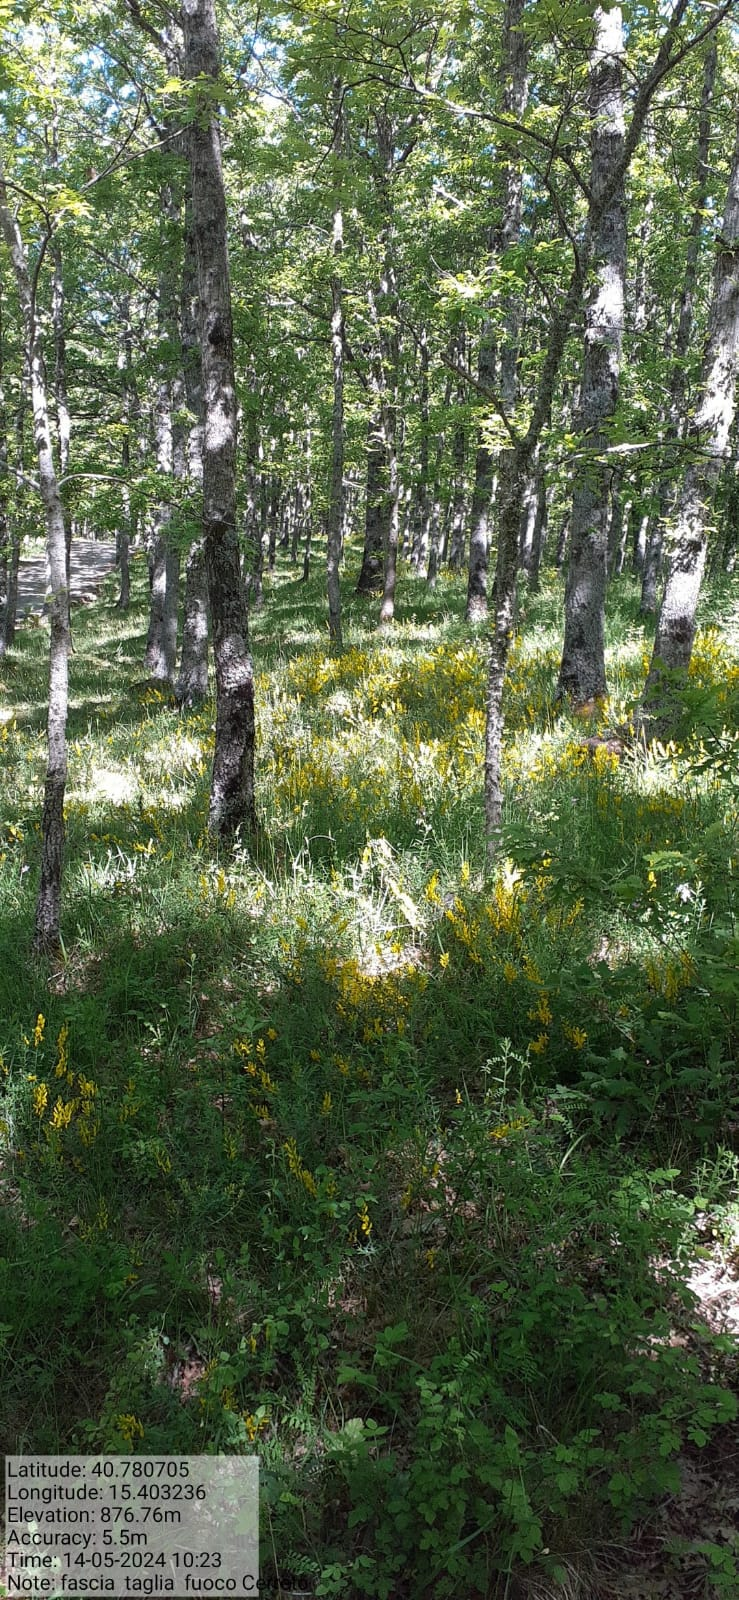 Latitude: 40.780705
Longitude: 15.403236
Elevation: 876.76m
Accuracy: 5.5m
Time: 14-05-2024 10:23
Note: fascia taglia fuoco Cerreto